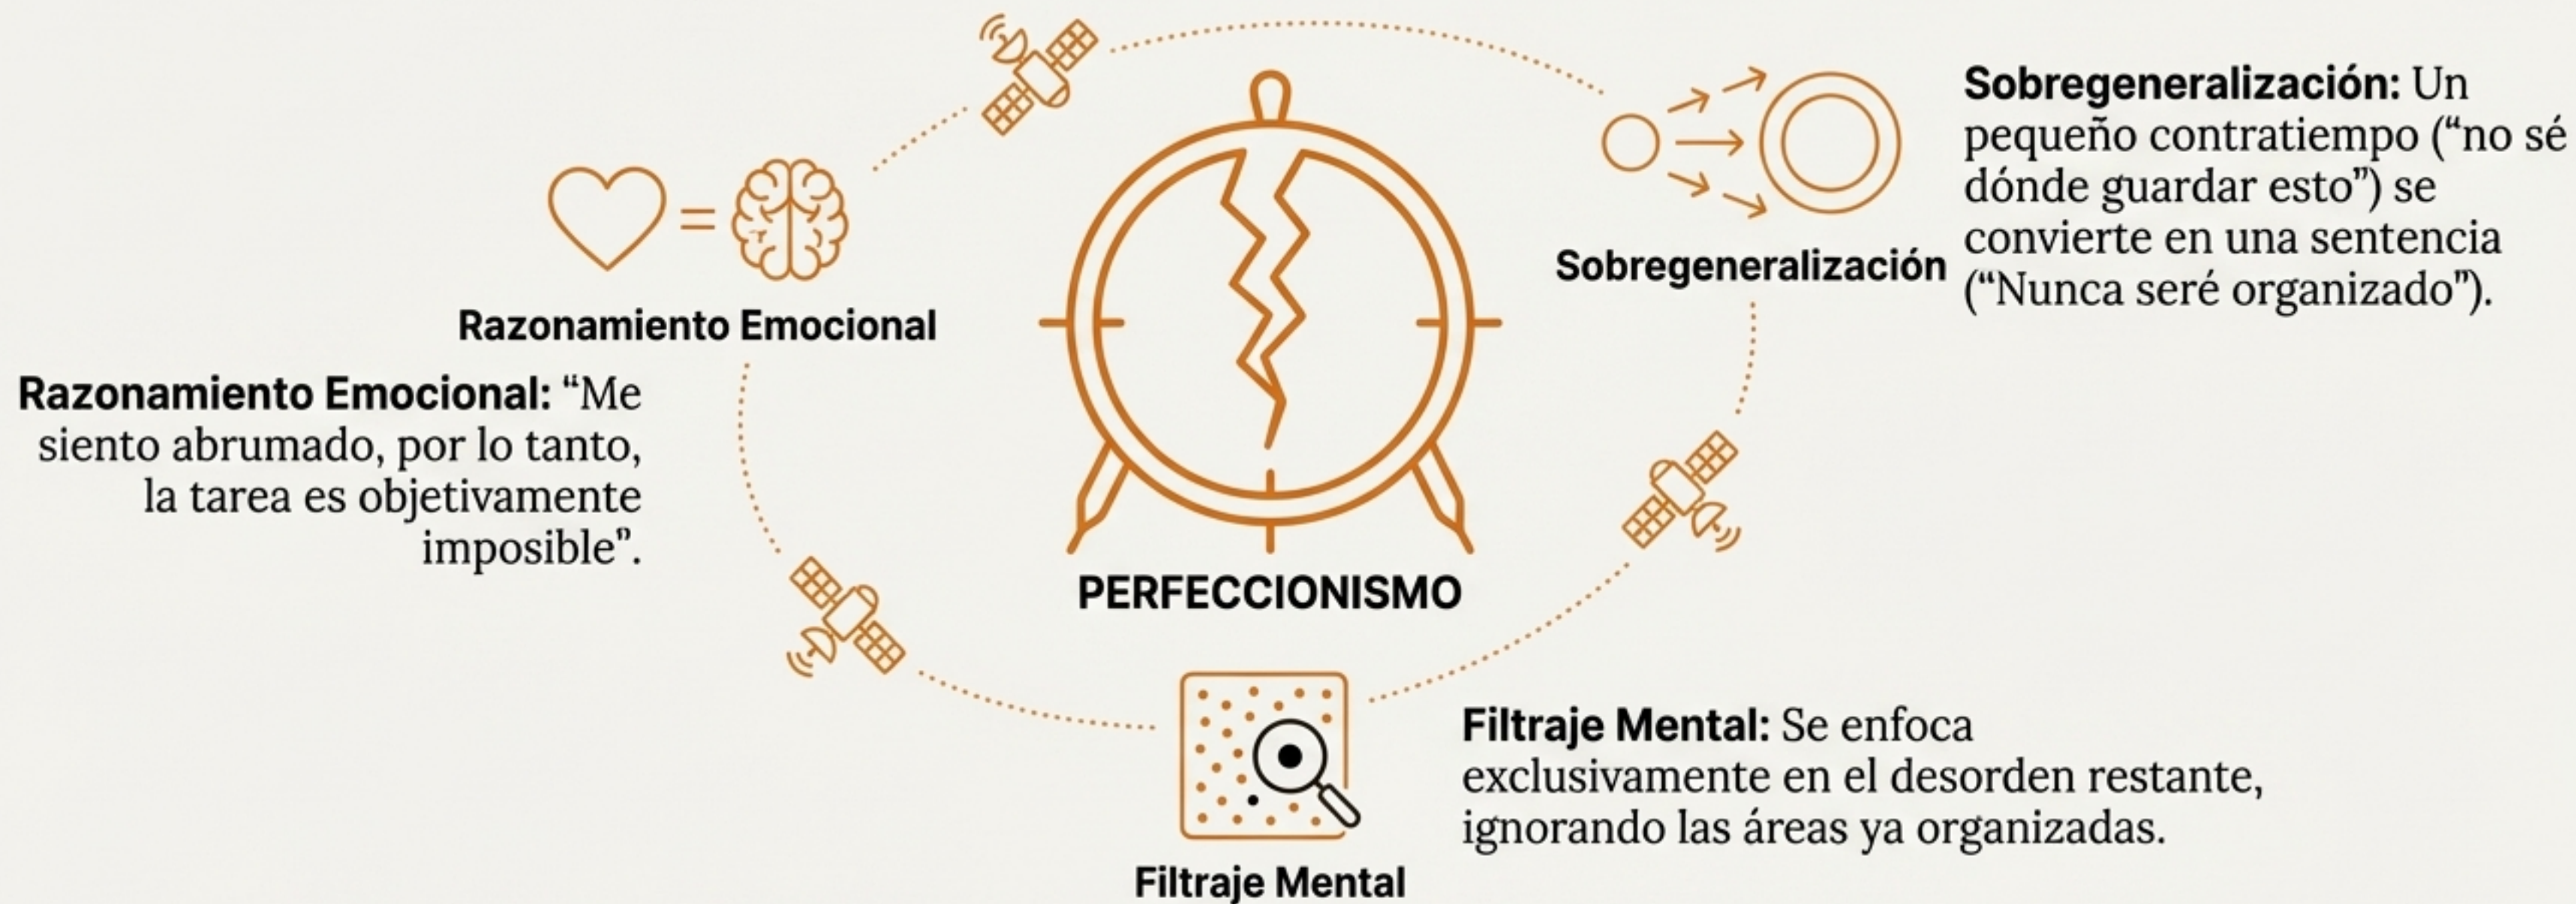 Sobregeneralización: Un
pequeño contratiempo (“no sé
dónde guardar esto”) se
convierte en una sentencia
(“Nunca seré organizado”).
Sobregeneralización
Razonamiento Emocional
Razonamiento Emocional: “Me
siento abrumado, por lo tanto,
la tarea es objetivamente
imposible”.
PERFECCIONISMO
Filtraje Mental: Se enfoca
exclusivamente en el desorden restante,
ignorando las áreas ya organizadas.
Filtraje Mental